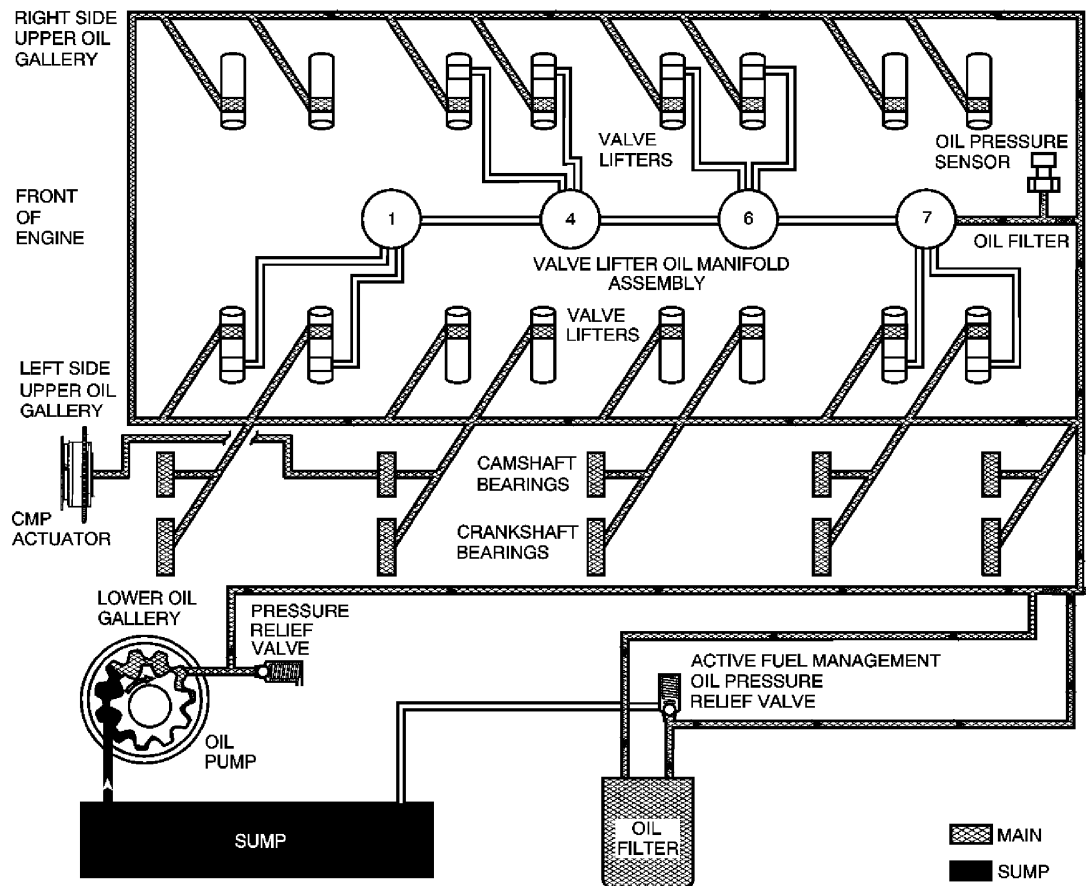 RIGHT SIDE
UPPER OIL
GALLERY
VALVE
LIFTERS
OIL PRESSURE
SENSOR
FRONT
OF
ENGINE
1
4
6
7
OIL FILTER
VALVE LIFTER OIL MANIFOLD
ASSEMBLY
VALVE
LIFTERS
LEFT SIDE
UPPER OIL
GALLERY
CAMSHAFT
BEARINGS
CMP
ACTUATOR
CRANKSHAFT
BEARINGS
LOWER OIL
GALLERY
PRESSURE
RELIEF
VALVE
ACTIVE FUEL MANAGEMENT
OIL PRESSURE
RELIEF VALVE
OIL
PUMP
SUMP
OIL
FILTER
MAIN
SUMP